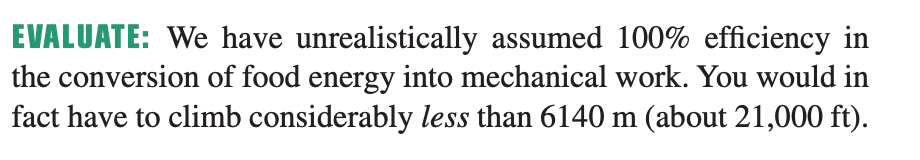 EVALUATE: We have unrealistically assumed 100% efficiency in
the conversion of food energy into mechanical work. You would in
fact have to climb considerably less than 6140 m (about 21,000 ft).